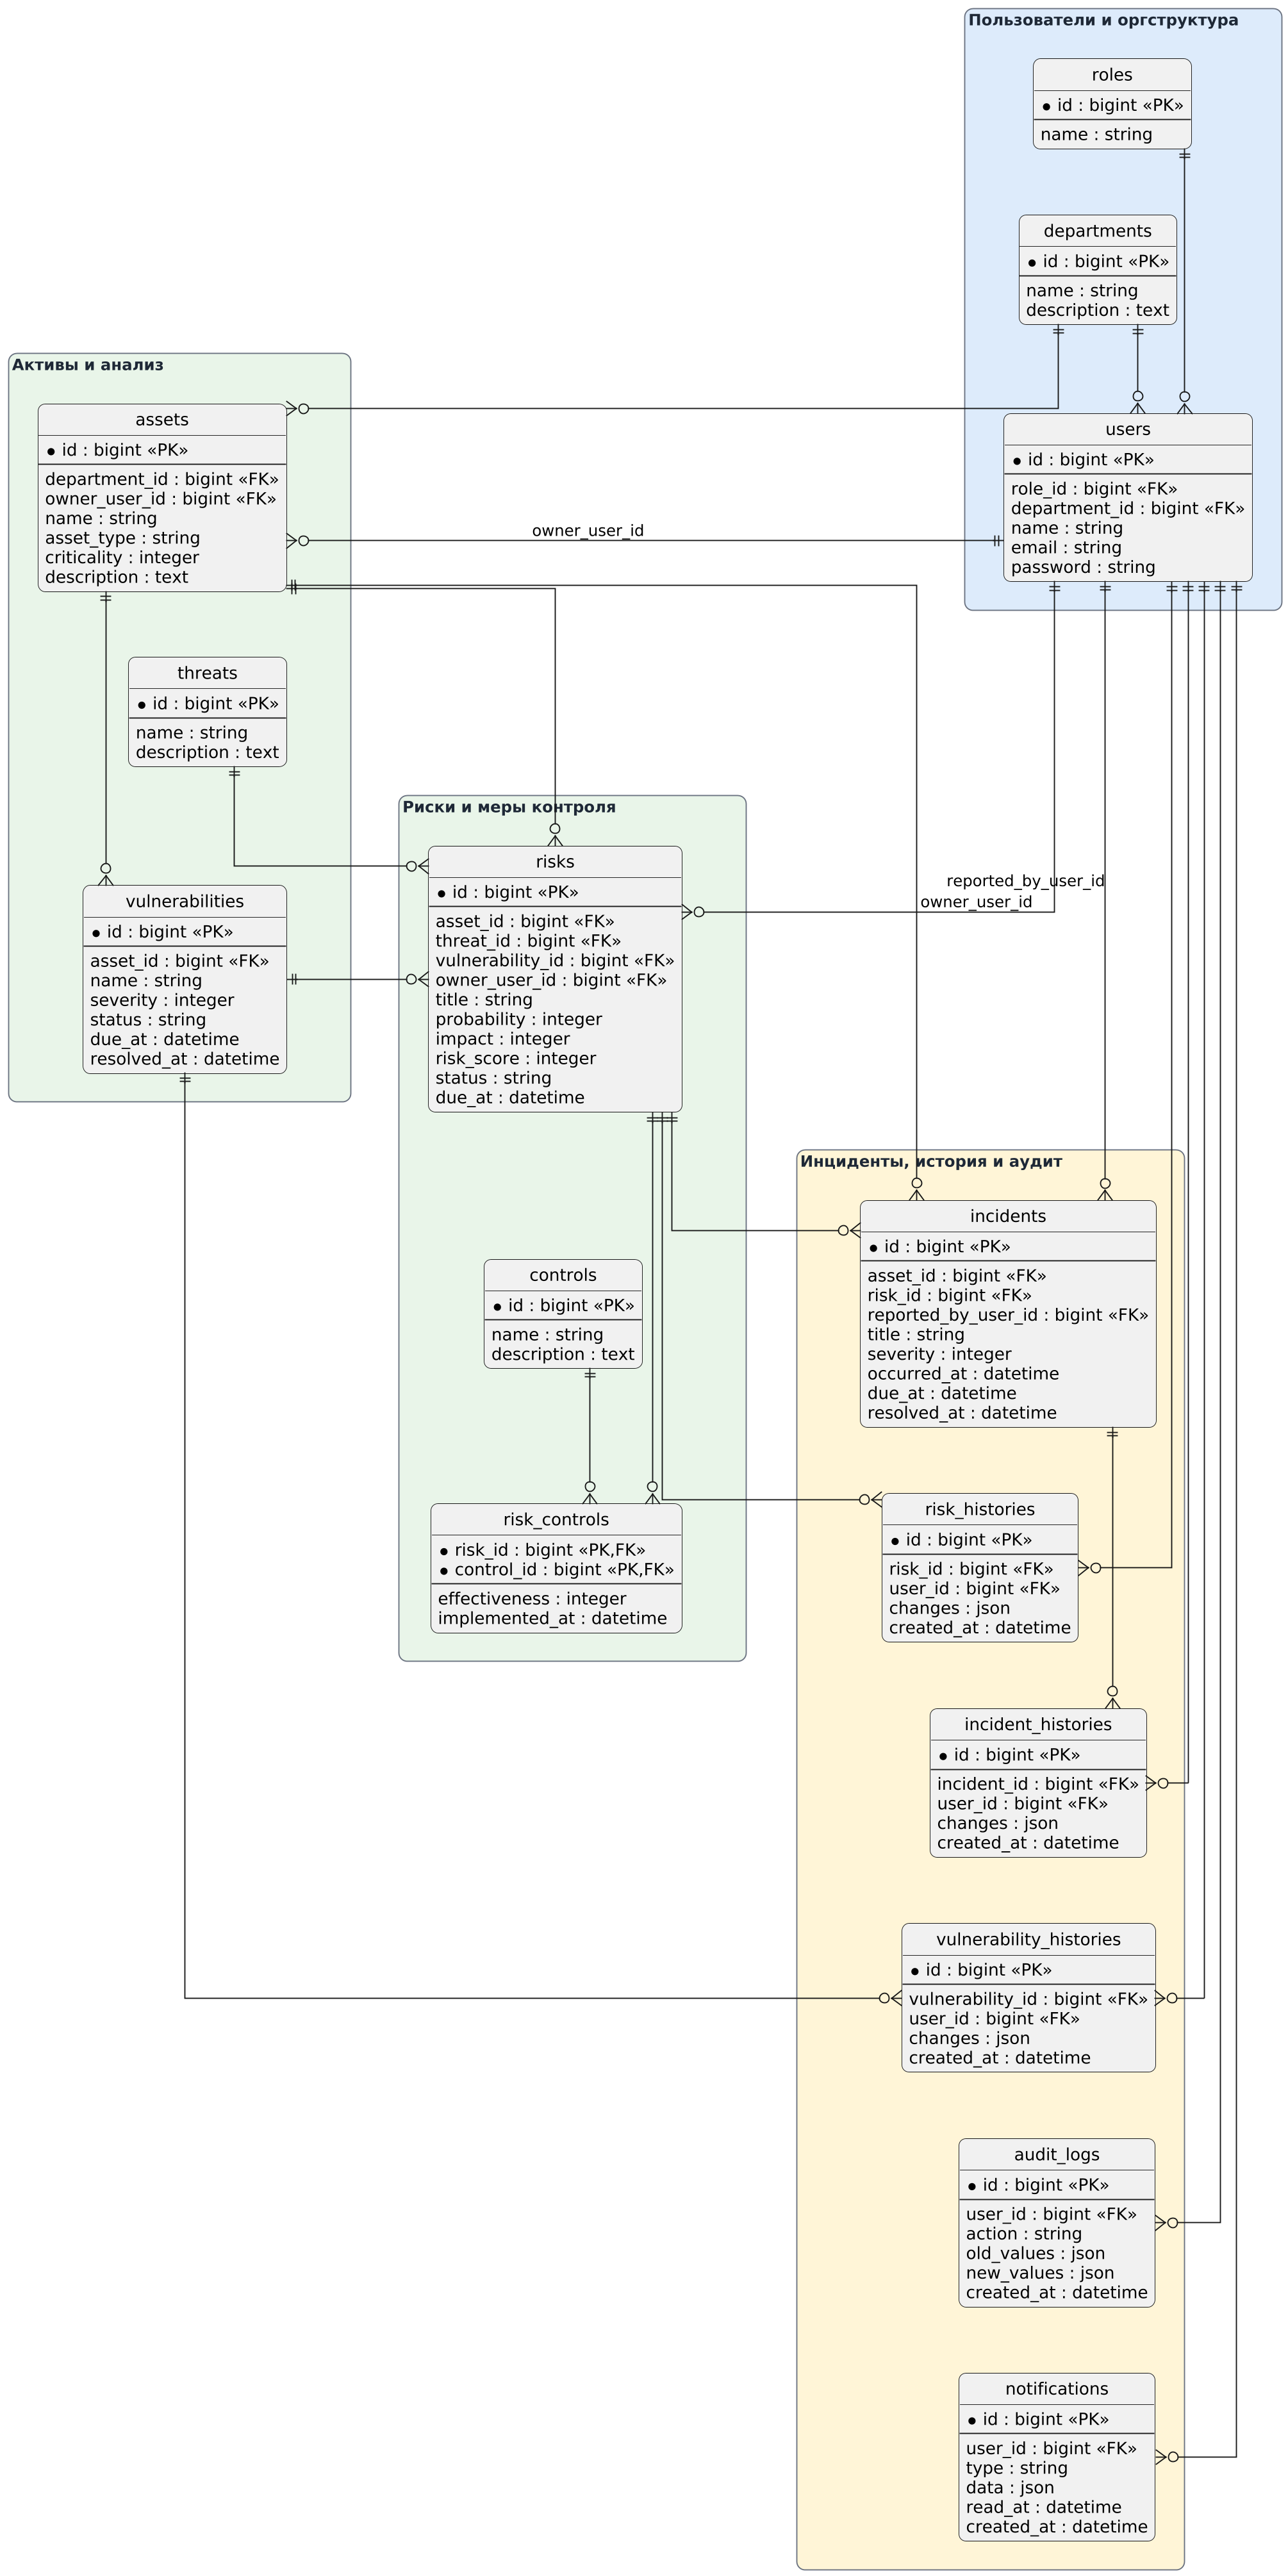 Пользователи и оргструктура
roles
id : bigint «PK»
name : string
departments
id : bigint «PK»
name : string
description : text
users
id : bigint «PK»
role_id : bigint «FK»
department_id : bigint «FK»
name : string
email : string
password : string
Активы и анализ
assets
id : bigint «PK»
department_id : bigint «FK»
owner_user_id : bigint «FK»
name : string
asset_type : string
criticality : integer
description : text
owner_user_id
threats
id : bigint «PK»
name : string
description : text
vulnerabilities
id : bigint «PK»
asset_id : bigint «FK»
name : string
severity : integer
status : string
due_at : datetime
resolved_at : datetime
Риски и меры контроля
risks
id : bigint «PK»
asset_id : bigint «FK»
threat_id : bigint «FK»
vulnerability_id : bigint «FK»
owner_user_id : bigint «FK»
title : string
probability : integer
impact : integer
risk_score : integer
status : string
due_at : datetime
reported_by_user_id
owner_user_id
controls
id : bigint «PK»
name : string
description : text
risk_controls
risk_id : bigint «PK,FK»
control_id : bigint «PK,FK»
effectiveness : integer
implemented_at : datetime
Инциденты, история и аудит
incidents
id : bigint «PK»
asset_id : bigint «FK»
risk_id : bigint «FK»
reported_by_user_id : bigint «FK»
title : string
severity : integer
occurred_at : datetime
due_at : datetime
resolved_at : datetime
risk_histories
id : bigint «PK»
risk_id : bigint «FK»
user_id : bigint «FK»
changes : json
created_at : datetime
incident_histories
id : bigint «PK»
incident_id : bigint «FK»
user_id : bigint «FK»
changes : json
created_at : datetime
vulnerability_histories
id : bigint «PK»
vulnerability_id : bigint «FK»
user_id : bigint «FK»
changes : json
created_at : datetime
audit_logs
id : bigint «PK»
user_id : bigint «FK»
action : string
old_values : json
new_values : json
created_at : datetime
notifications
id : bigint «PK»
user_id : bigint «FK»
type : string
data : json
read_at : datetime
created_at : datetime